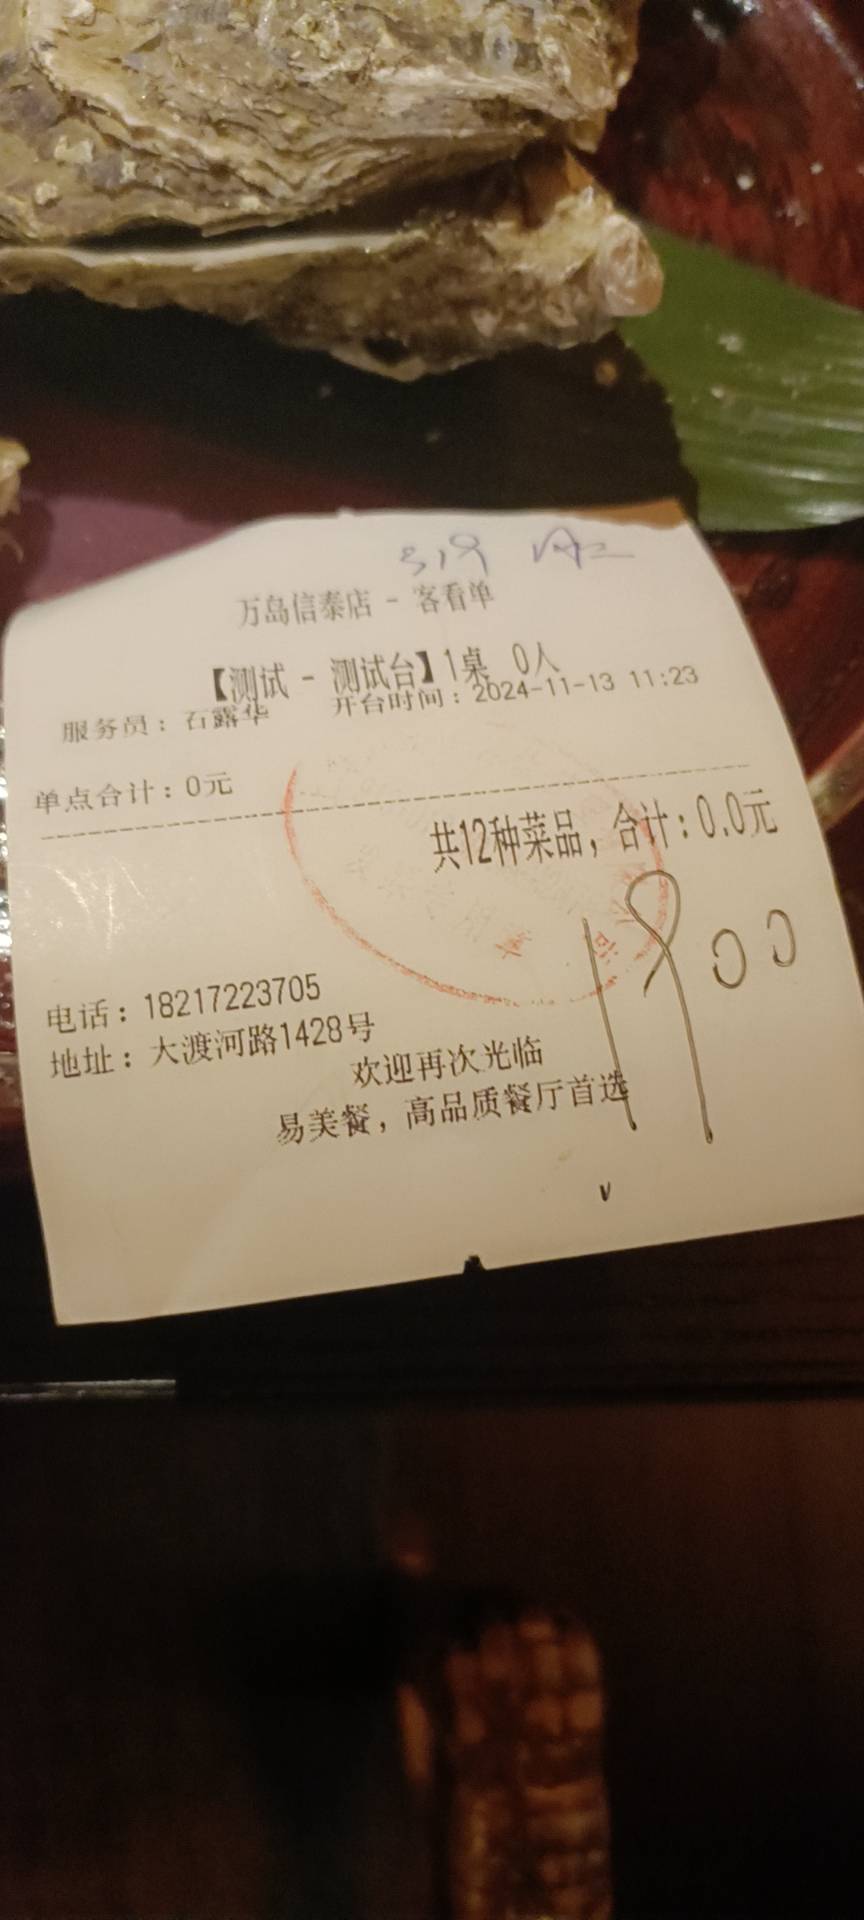 319
万岛信泰店 - 客看单
【测试 - 测试台】1桌 0人
服务员：石露华 开台时间：2024-11-13 11:23
单点合计：0元
共12种菜品，合计：0.0元
1900
电话：18217223705
地址：大渡河路1428号
欢迎再次光临
易美餐，高品质餐厅首选